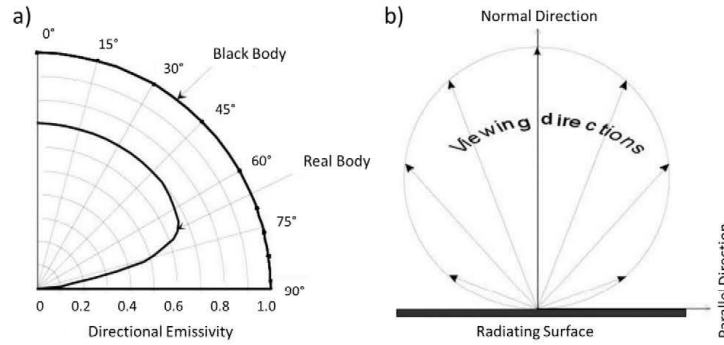 a)
0°
15°
30°
45°
60°
75°
90°
Black Body
Real Body
0 0.2 0.4 0.6 0.8 1.0
Directional Emissivity
b)
Normal Direction
Viewing directions
Parallel Direction
Radiating Surface